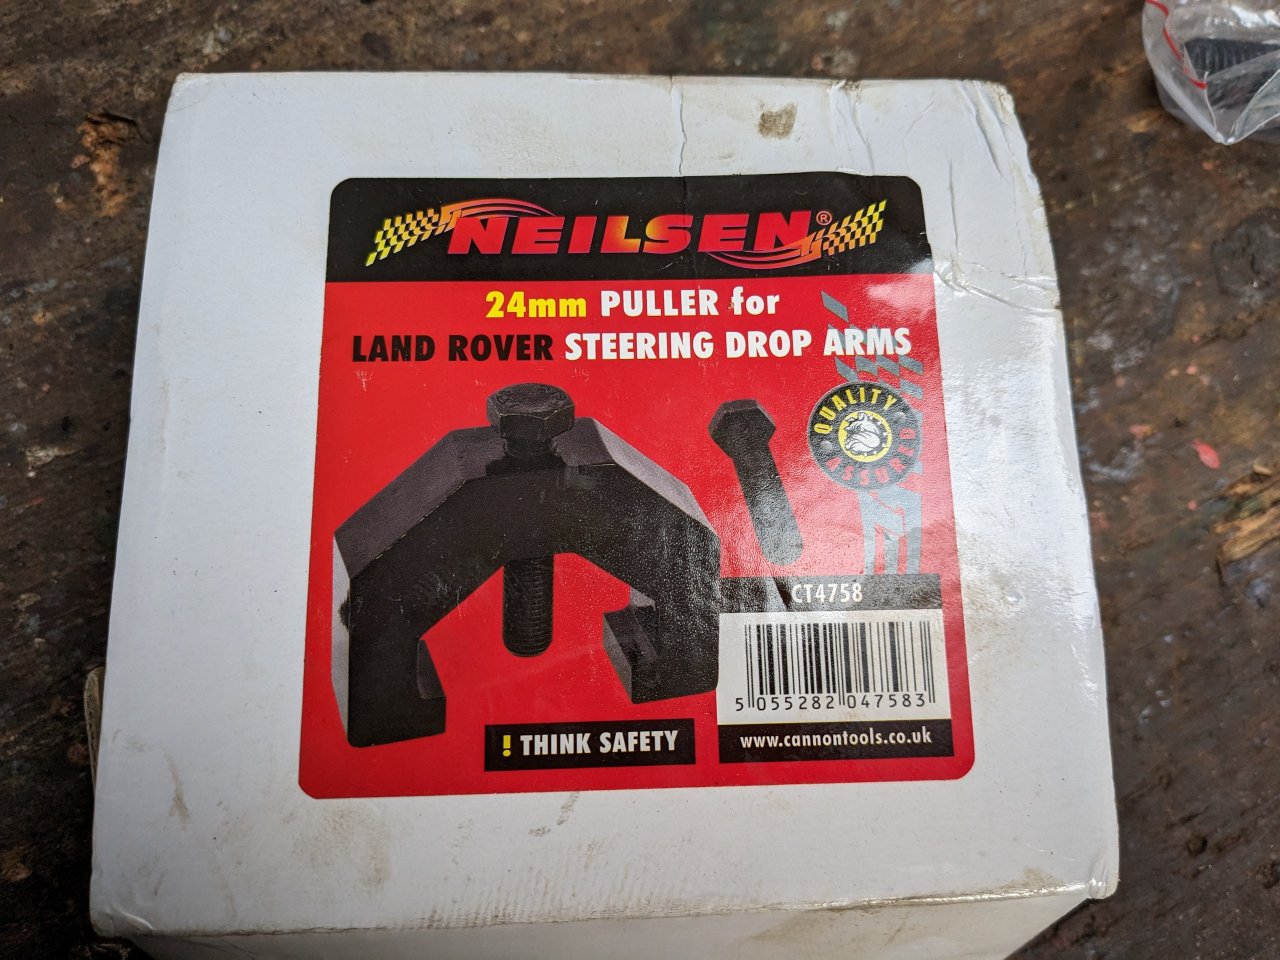 NEILSEN®
24mm PULLER for
LAND ROVER STEERING DROP ARMS
QUALITY
ASSURED
CT4758
5 055282 047583
! THINK SAFETY
www.cannontools.co.uk